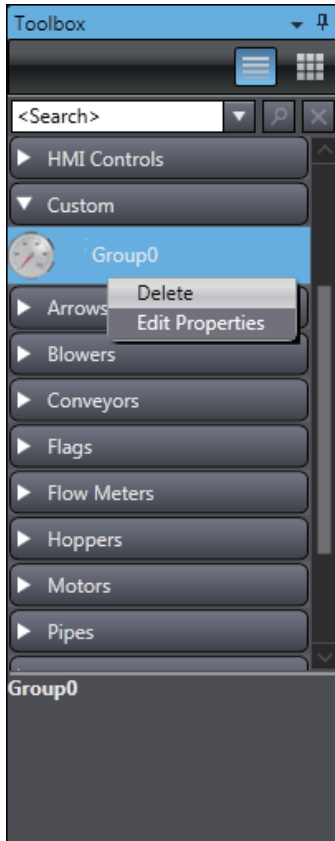 Toolbox
<Search>
HMI Controls
Custom
Group0
Delete
Arrows
Edit Properties
Blowers
Conveyors
Flags
Flow Meters
Hoppers
Motors
Pipes
Group0